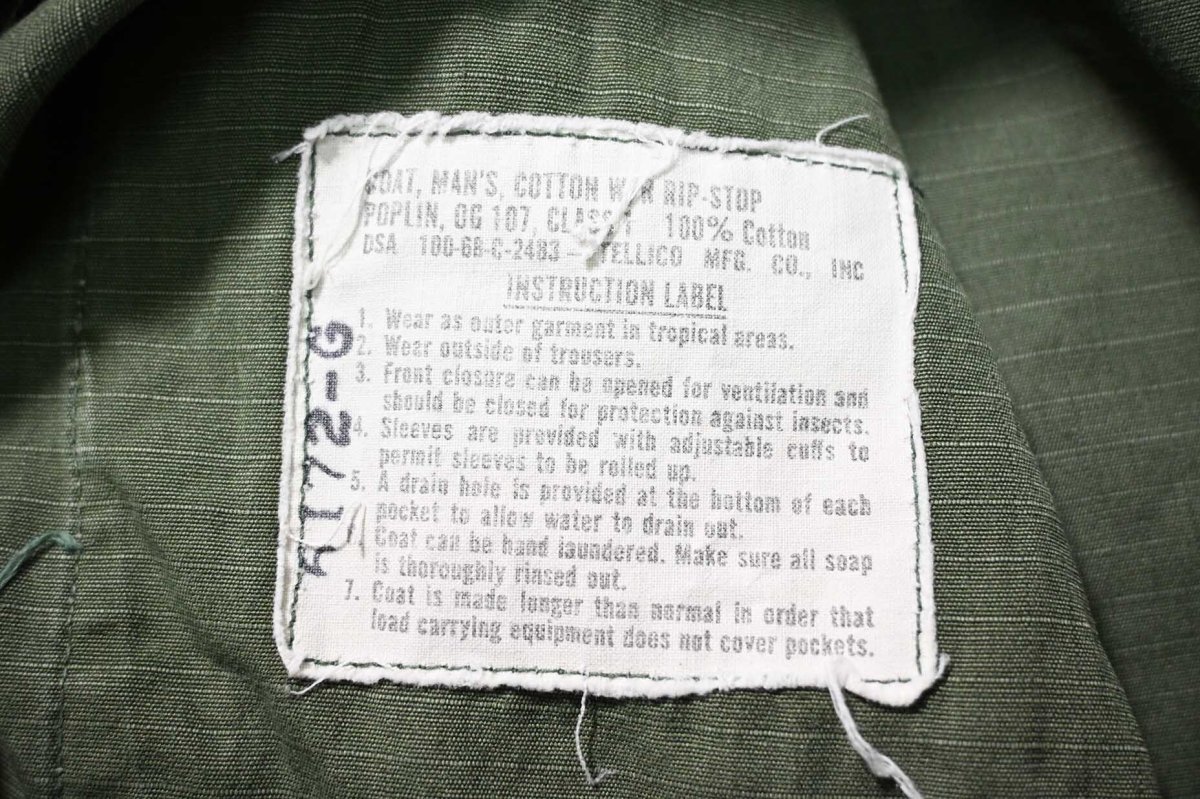 COAT, MAN'S, COTTON W/R RIP-STOP
POPLIN, OG 107, CLASS 1 100% Cotton
DSA 100-68-C-2483 – TELLICO MFG. CO., INC
INSTRUCTION LABEL
1. Wear as outer garment in tropical areas.
2. Wear outside of trousers.
3. Front closure can be opened for ventilation and
should be closed for protection against insects.
4. Sleeves are provided with adjustable cuffs to
permit sleeves to be rolled up.
5. A drain hole is provided at the bottom of each
pocket to allow water to drain out.
Coat can be hand laundered. Make sure all soap
is thoroughly rinsed out.
7. Coat is made longer than normal in order that
load carrying equipment does not cover pockets.
A172-G